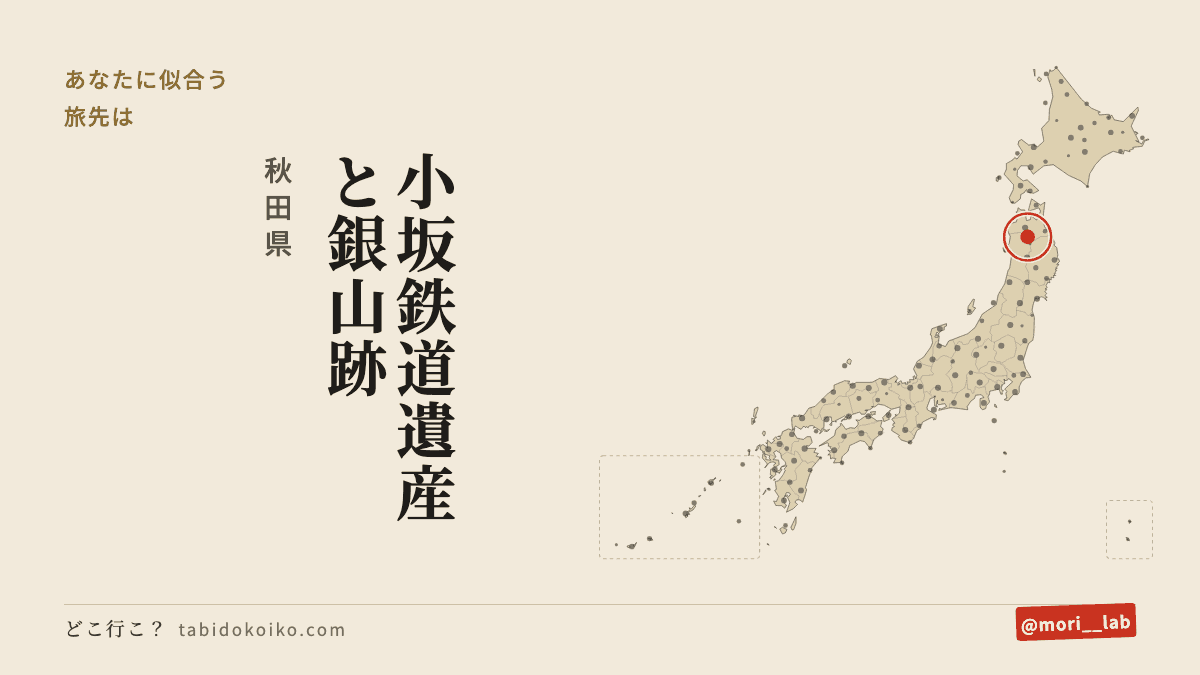 あなたに似合う
旅先は
小坂鉄道遺産
と銀山跡
秋田県
どこ行こ？ tabidokoiko.com
@mori__lab